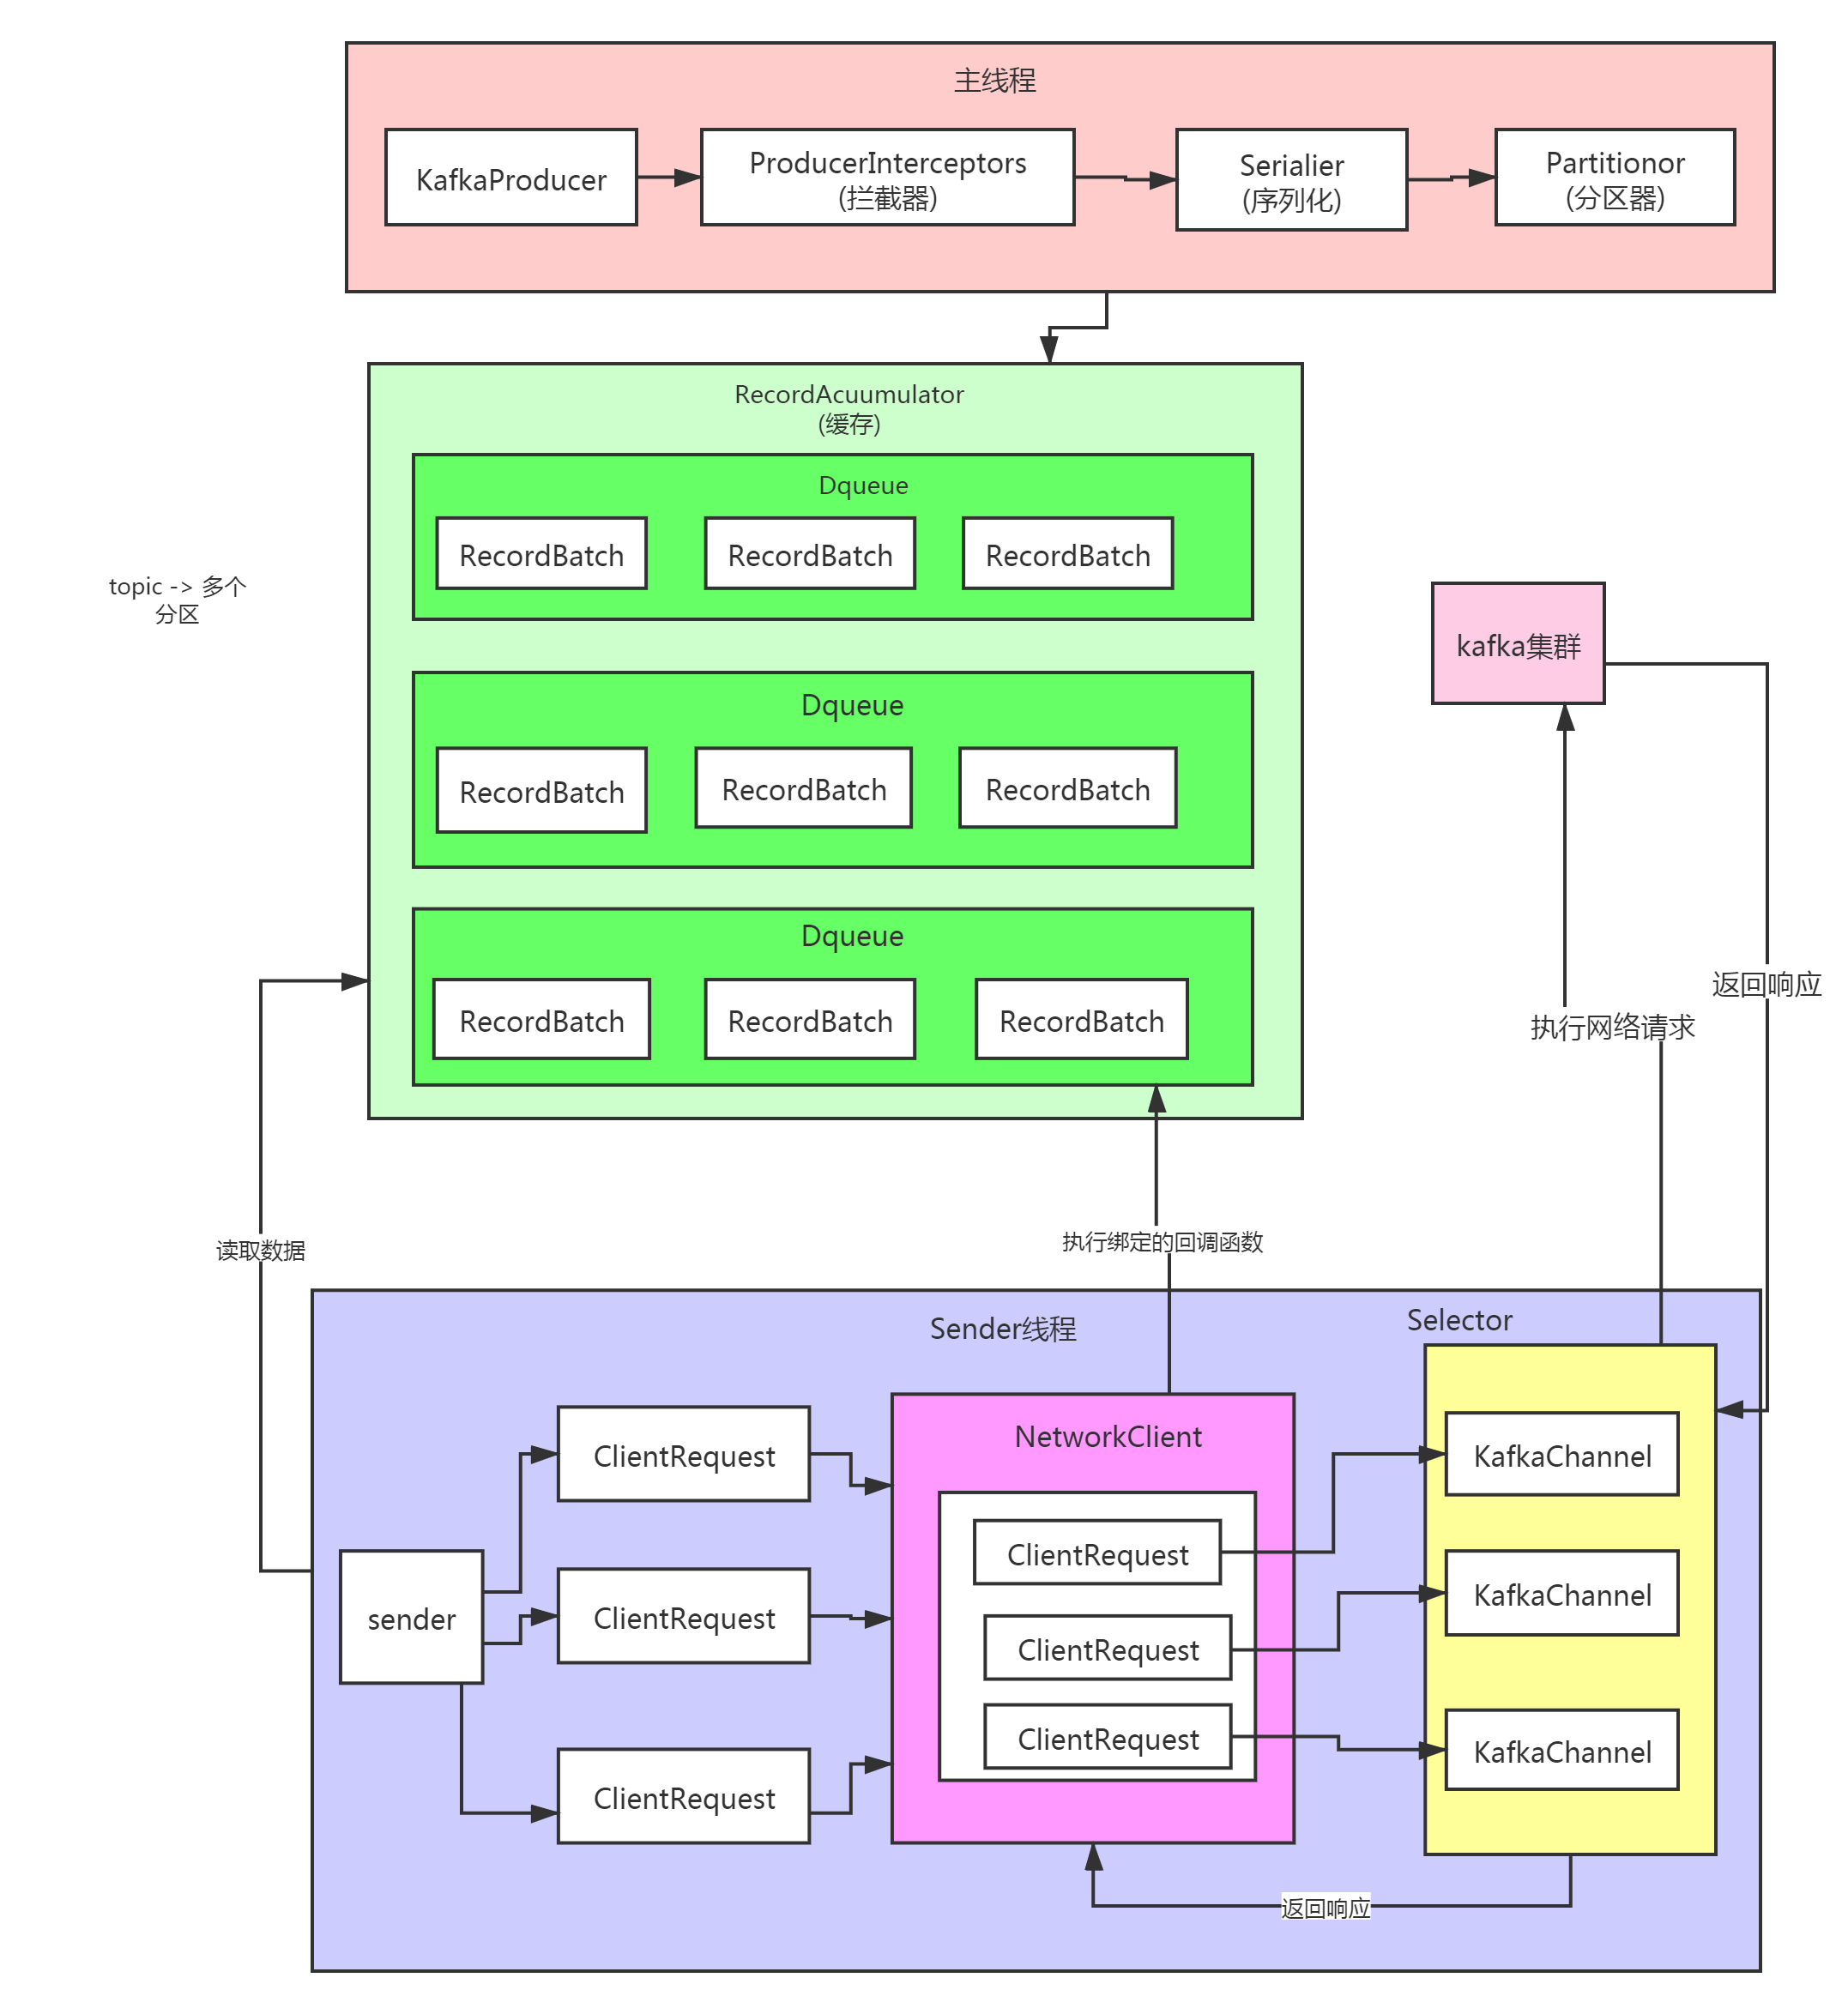 主线程
KafkaProducer
ProducerInterceptors
(拦截器)
Serialier
(序列化)
Partitionor
(分区器)
RecordAcuumulator
(缓存)
Dqueue
RecordBatch
RecordBatch
RecordBatch
topic -> 多个
分区
kafka集群
Dqueue
RecordBatch
RecordBatch
RecordBatch
Dqueue
RecordBatch
RecordBatch
RecordBatch
返回响应
执行网络请求
读取数据
执行绑定的回调函数
Sender线程
Selector
NetworkClient
ClientRequest
KafkaChannel
ClientRequest
sender
ClientRequest
ClientRequest
KafkaChannel
ClientRequest
ClientRequest
KafkaChannel
返回响应